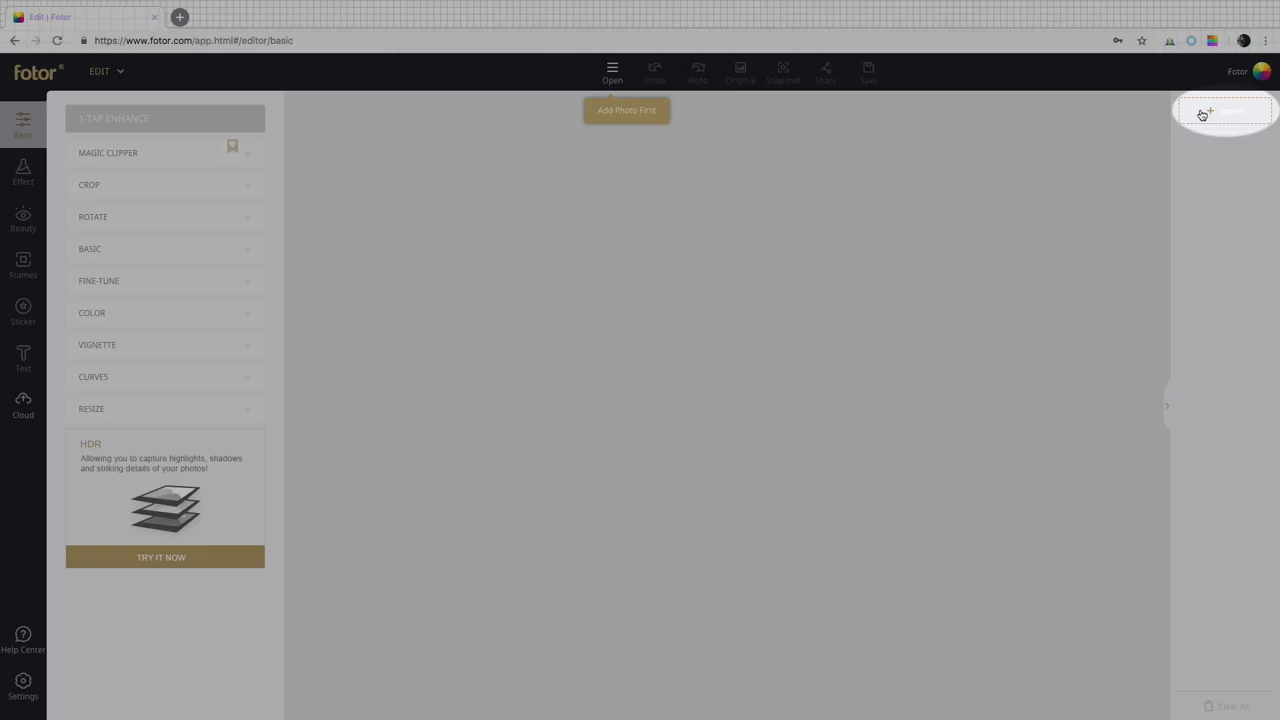 Edit | Fotor
https://www.fotor.com/app.html#/editor/basic
fotor
EDIT
Open
Undo
Redo
Original
Snapshot
Share
Save
Fotor
Add Photo First
Import
Basic
Effect
Beauty
Frames
Sticker
Text
Cloud
Help Center
Settings
1-TAP ENHANCE
MAGIC CLIPPER
CROP
ROTATE
BASIC
FINE-TUNE
COLOR
VIGNETTE
CURVES
RESIZE
HDR
Allowing you to capture highlights, shadows
and striking details of your photos!
TRY IT NOW
Clear All